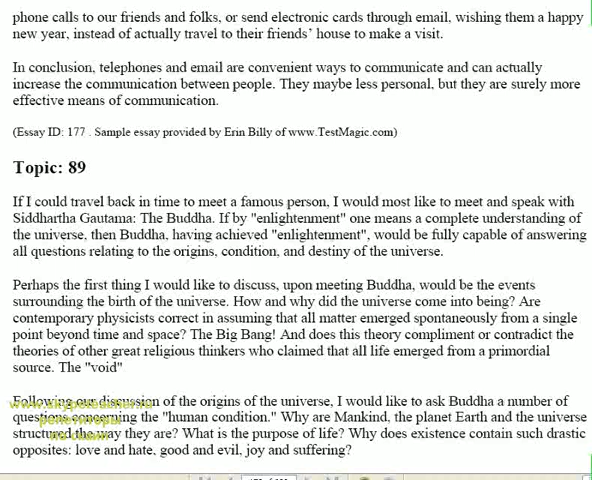 phone calls to our friends and folks, or send electronic cards through email, wishing them a happy
new year, instead of actually travel to their friends' house to make a visit.
In conclusion, telephones and email are convenient ways to communicate and can actually
increase the communication between people. They maybe less personal, but they are surely more
effective means of communication.
(Essay ID: 177 . Sample essay provided by Erin Billy of www.TestMagic.com)
Topic: 89
If I could travel back in time to meet a famous person, I would most like to meet and speak with
Siddhartha Gautama: The Buddha. If by "enlightenment" one means a complete understanding of
the universe, then Buddha, having achieved "enlightenment", would be fully capable of answering
all questions relating to the origins, condition, and destiny of the universe.
Perhaps the first thing I would like to discuss, upon meeting Buddha, would be the events
surrounding the birth of the universe. How and why did the universe come into being? Are
contemporary physicists correct in assuming that all matter emerged spontaneously from a single
point beyond time and space? The Big Bang! And does this theory compliment or contradict the
theories of other great religious thinkers who claimed that all life emerged from a primordial
source. The "void"
Following our discussion of the origins of the universe, I would like to ask Buddha a number of
www.skypeteacher.ru
questions concerning the "human condition." Why are Mankind, the planet Earth and the universe
репетиторы
structured the way they are? What is the purpose of life? Why does existence contain such drastic
opposites: love and hate, good and evil, joy and suffering?